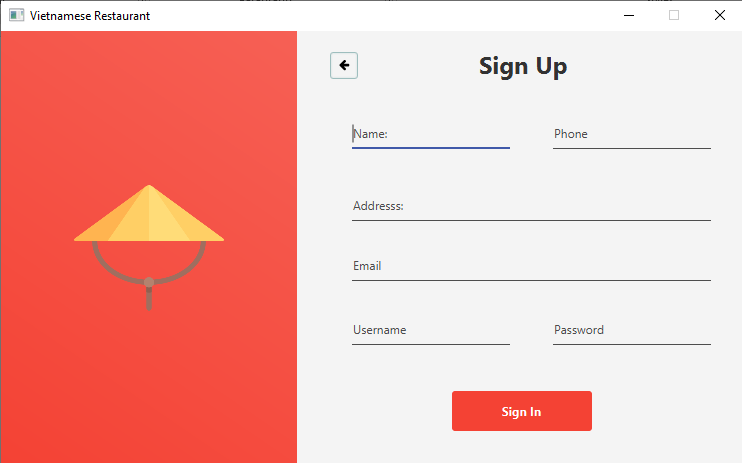 Vietnamese Restaurant
Sign Up
Name:
Phone
Addresss:
Email
Username
Password
Sign In